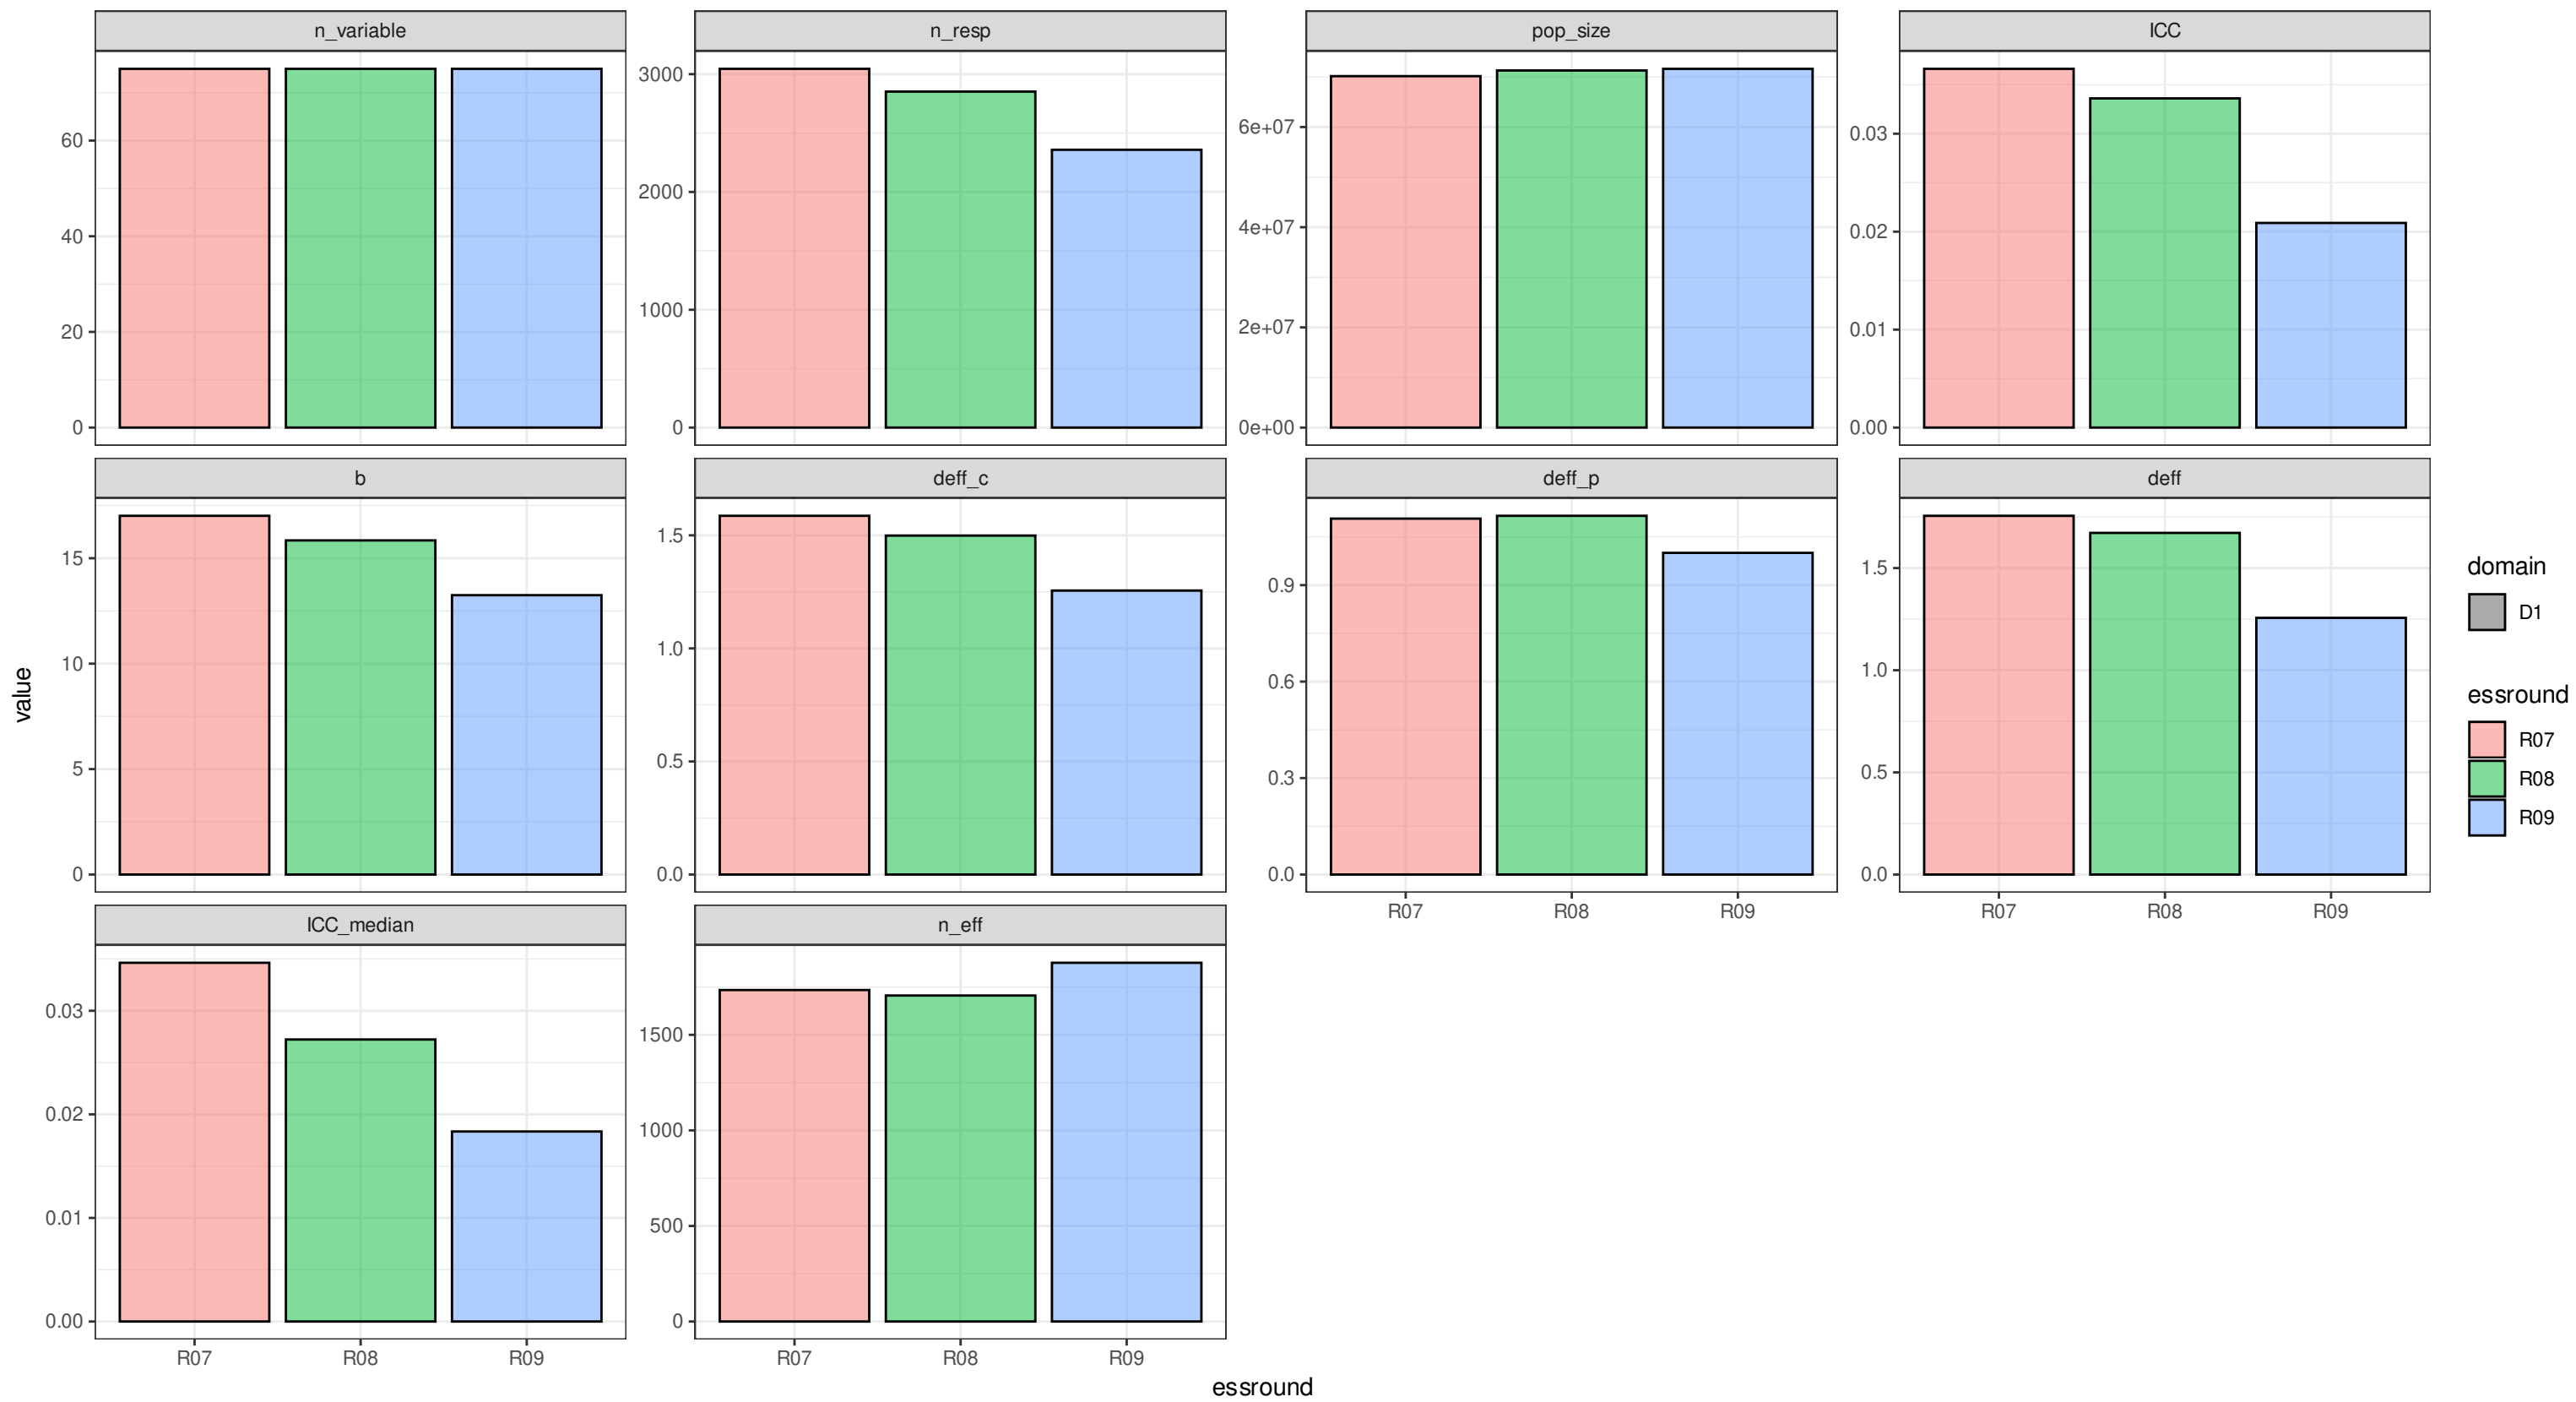 n_variable
n_resp
pop_size
ICC
60
40
20
0
3000
2000
1000
0
6e+07
4e+07
2e+07
0e+00
0.03
0.02
0.01
0.00
b
deff_c
deff_p
deff
15
10
5
0
1.5
1.0
0.5
0.0
0.9
0.6
0.3
0.0
1.5
1.0
0.5
0.0
R07 R08 R09
R07 R08 R09
ICC_median
n_eff
0.03
0.02
0.01
0.00
1500
1000
500
0
R07 R08 R09
R07 R08 R09
value
essround
domain
D1
essround
R07
R08
R09